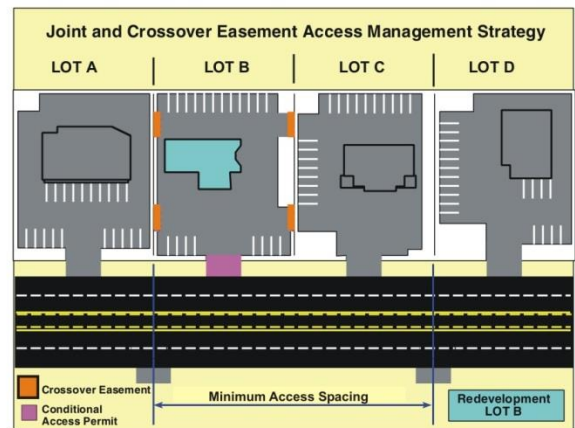 Joint and Crossover Easement Access Management Strategy
LOT A
LOT B
LOT C
LOT D
Crossover Easement
Conditional
Access Permit
Minimum Access Spacing
Redevelopment
LOT B